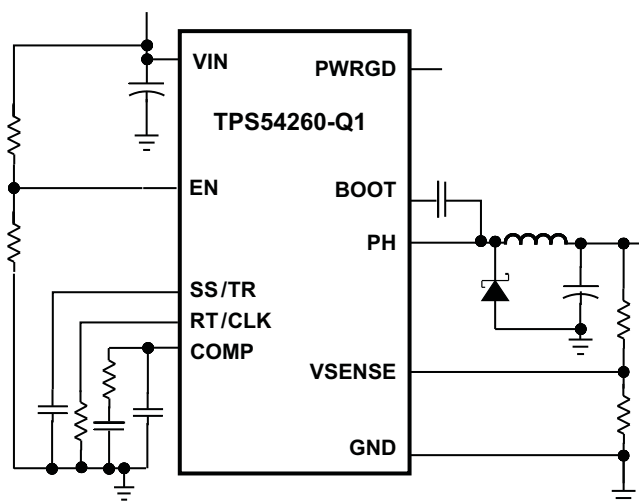 VIN
PWRGD
TPS54260-Q1
EN
BOOT
PH
SS/TR
RT/CLK
COMP
VSENSE
GND